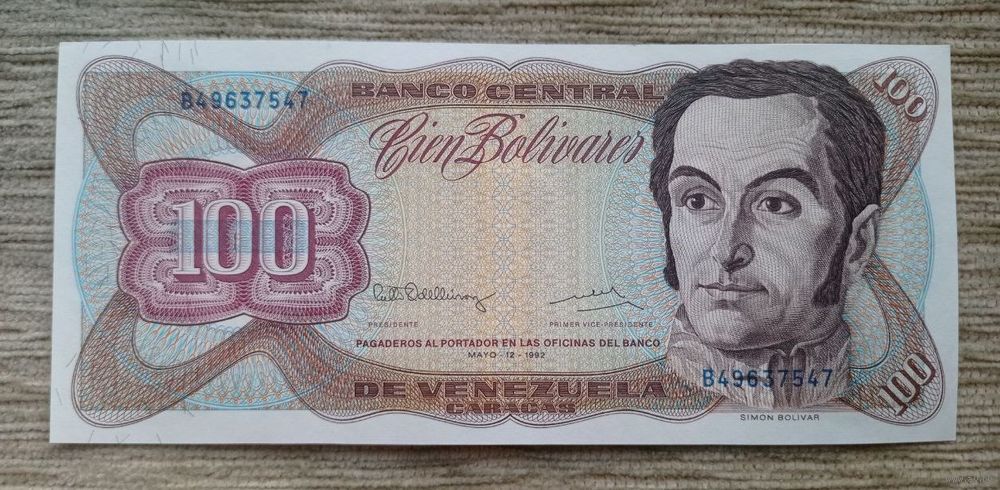 100
B49637547
BANCO CENTRAL
Cien Bolivares
100
PRESIDENTE
PRIMER VICE-PRESIDENTE
PAGADEROS AL PORTADOR EN LAS OFICINAS DEL BANCO
MAYO - 12 - 1992
B49637547
DE VENEZUELA
CARACAS
100
SIMON BOLIVAR